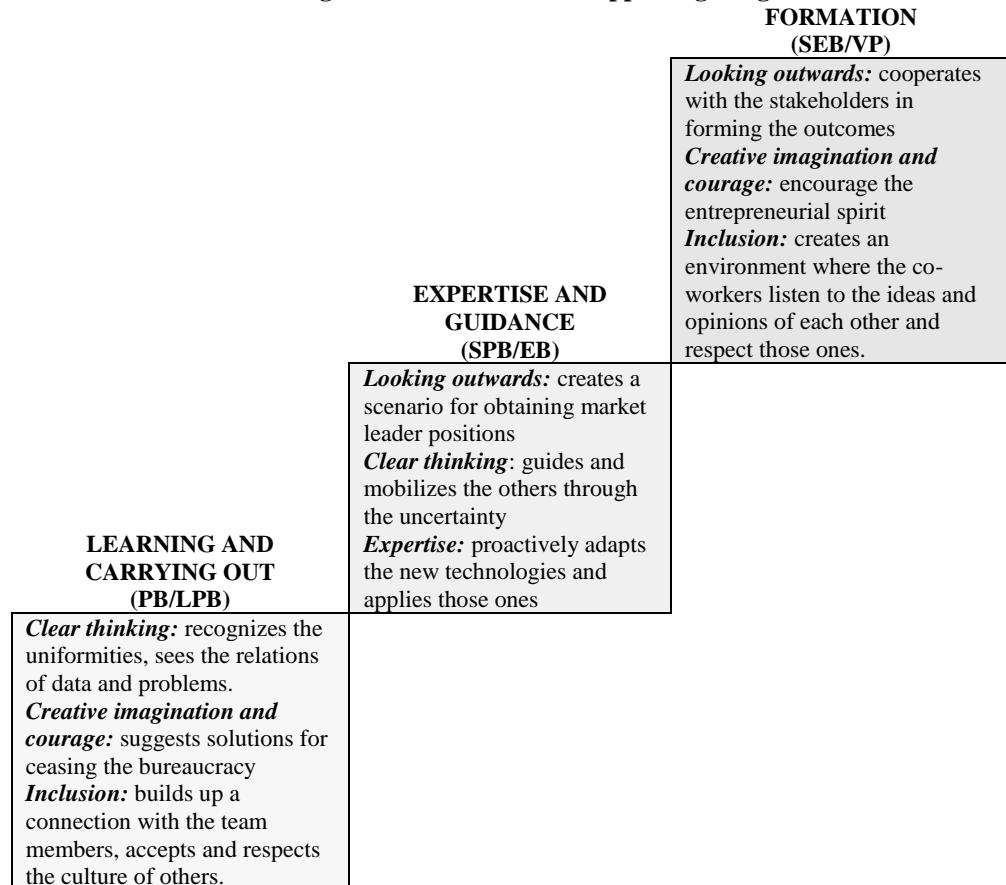 FORMATION
(SEB/VP)
Looking outwards: cooperates
with the stakeholders in
forming the outcomes
Creative imagination and
courage: encourage the
entrepreneurial spirit
Inclusion: creates an
environment where the co-
workers listen to the ideas and
opinions of each other and
respect those ones.
EXPERTISE AND
GUIDANCE
(SPB/EB)
Looking outwards: creates a
scenario for obtaining market
leader positions
Clear thinking: guides and
mobilizes the others through
the uncertainty
Expertise: proactively adapts
the new technologies and
applies those ones
LEARNING AND
CARRYING OUT
(PB/LPB)
Clear thinking: recognizes the
uniformities, sees the relations
of data and problems.
Creative imagination and
courage: suggests solutions for
ceasing the bureaucracy
Inclusion: builds up a
connection with the team
members, accepts and respects
the culture of others.